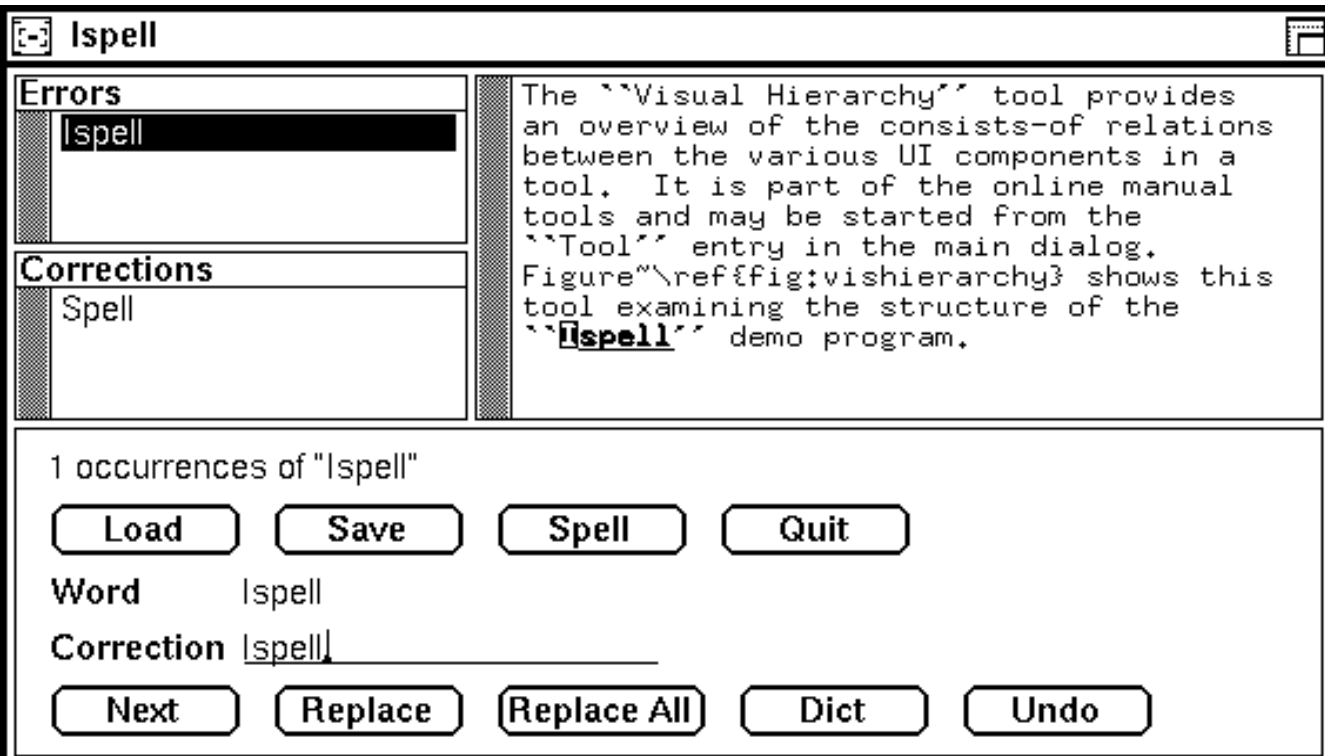 Ispell
Errors
Ispell
Corrections
Spell
The ``Visual Hierarchy´´ tool provides
an overview of the consists-of relations
between the various UI components in a
tool.  It is part of the online manual
tools and may be started from the
``Tool´´ entry in the main dialog.
Figure~\ref{fig:vishierarchy} shows this
tool examining the structure of the
``Ispell´´ demo program.
1 occurrences of "Ispell"
Load Save Spell Quit
Word Ispell
Correction Ispell
Next Replace Replace All Dict Undo